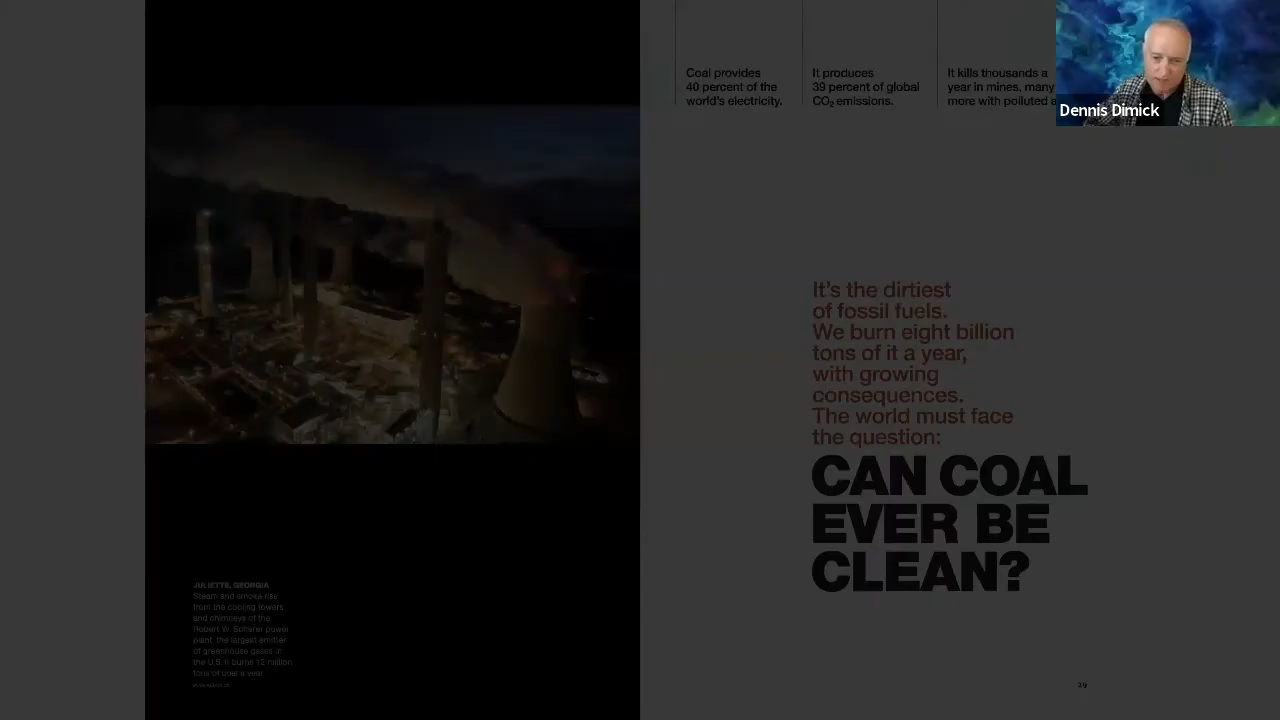 Coal provides
40 percent of the
world's electricity.
It produces
39 percent of global
CO₂ emissions.
It kills thousands a
year in mines, many
more with polluted
Dennis Dimick
It's the dirtiest
of fossil fuels.
We burn eight billion
tons of it a year,
with growing
consequences.
The world must face
the question:
CAN COAL
EVER BE
CLEAN?
JULIETTE, GEORGIA
Steam and smoke rise
from the cooling towers
and chimneys of the
Robert W. Scherer power
plant, the largest emitter
of greenhouse gases in
the U.S. It burns 12 million
tons of coal a year.
29